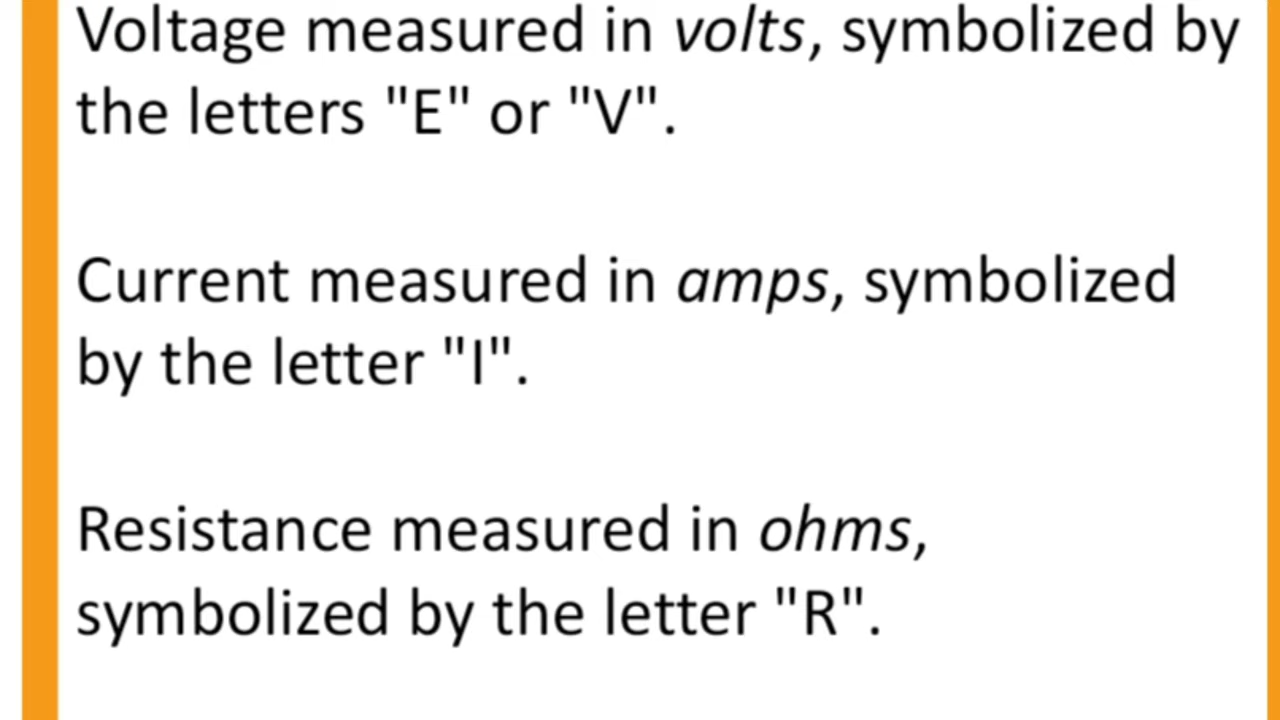 Voltage measured in volts, symbolized by
the letters "E" or "V".
Current measured in amps, symbolized
by the letter "I".
Resistance measured in ohms,
symbolized by the letter "R".